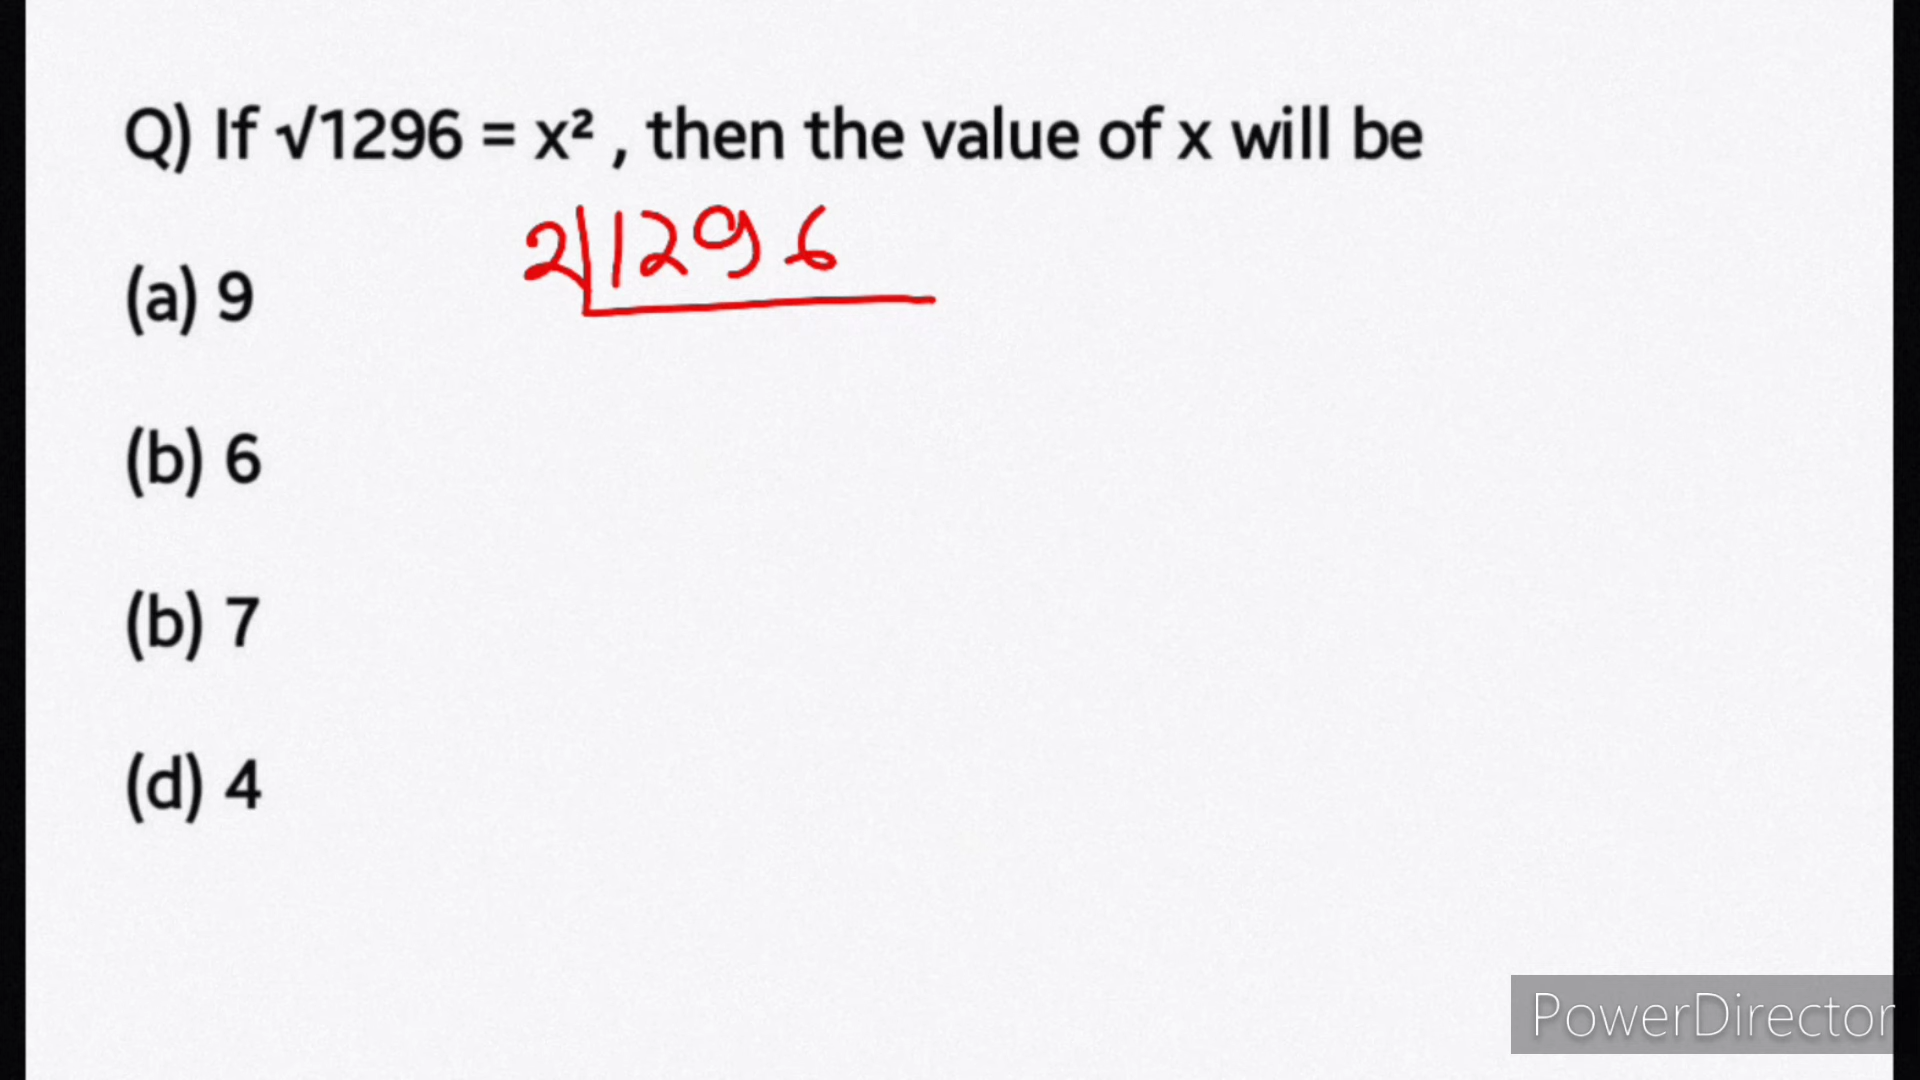 Q) If √1296 = x² , then the value of x will be
2 1296
(a) 9
(b) 6
(b) 7
(d) 4
PowerDirector